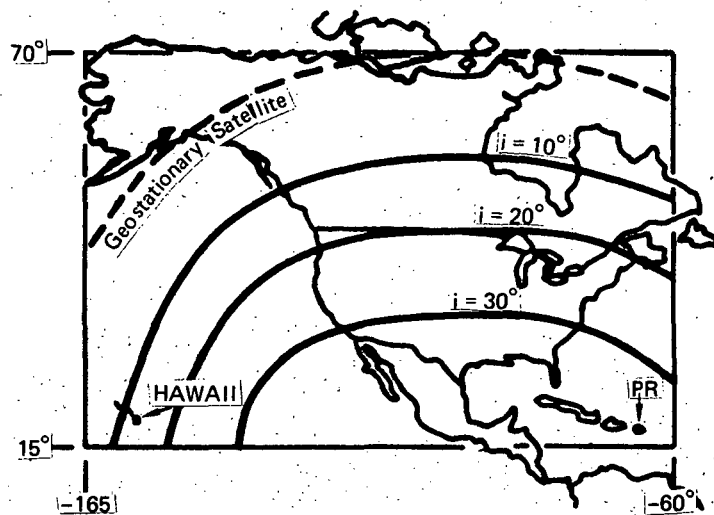 70°
Geostationary Satellite
i = 10°
i = 20°
i = 30°
HAWAII
PR
15°
-165
-60°